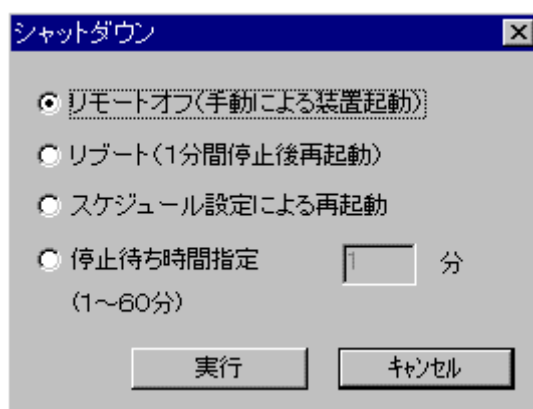 シャットダウン
リモートオフ(手動による装置起動)
リブート(1分間停止後再起動)
スケジュール設定による再起動
停止待ち時間指定 1 分
(1～60分)
実行 ｷｬﾝｾﾙ